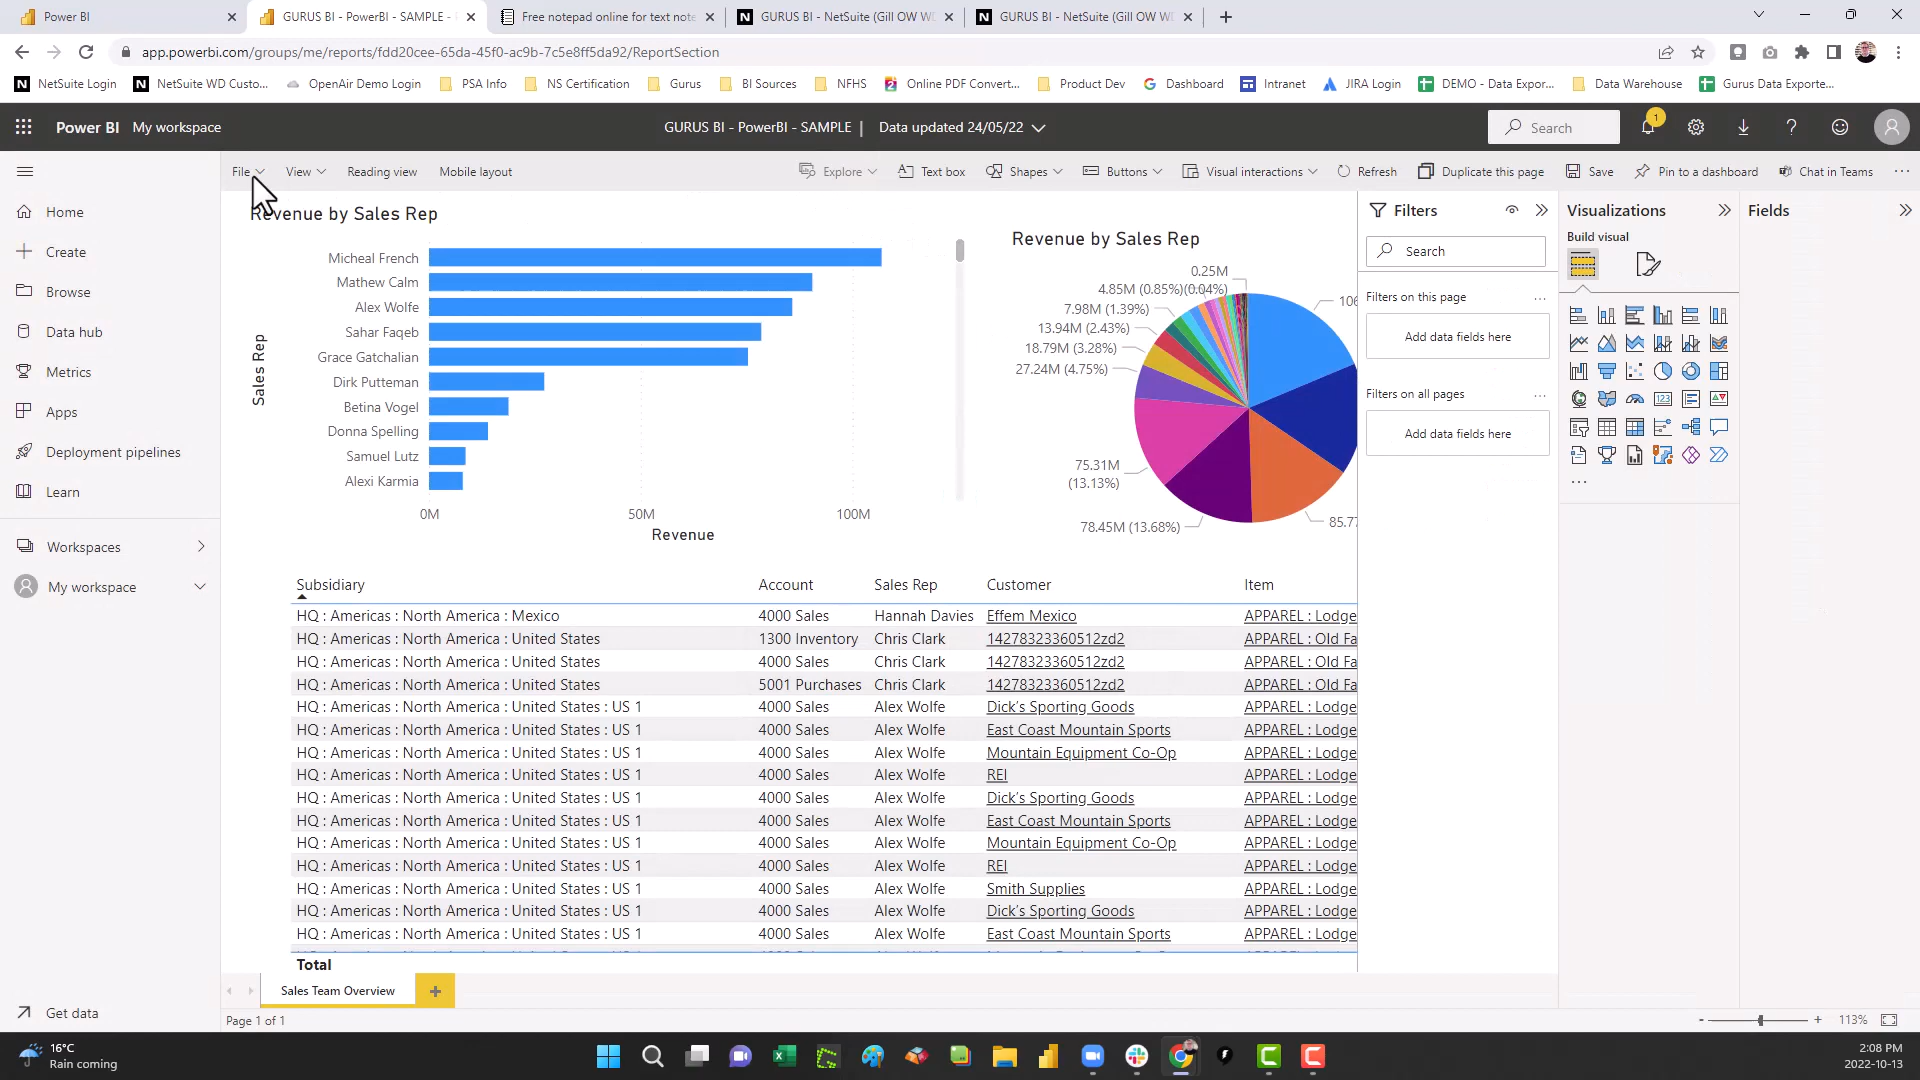 Power BI
GURUS BI - PowerBI - SAMPLE -
Free notepad online for text note
GURUS BI - NetSuite (Gill OW WD
GURUS BI - NetSuite (Gill OW WD
app.powerbi.com/groups/me/reports/fdd20cee-65da-45f0-ac9b-7c5e8ff5da92/ReportSection
NetSuite Login
NetSuite WD Custo...
OpenAir Demo Login
PSA Info
NS Certification
Gurus
BI Sources
NFHS
Online PDF Convert...
Product Dev
Dashboard
Intranet
JIRA Login
DEMO - Data Expor...
Data Warehouse
Gurus Data Exporte...
Power BI My workspace
GURUS BI - PowerBI - SAMPLE | Data updated 24/05/22
Search
1
File
View
Reading view
Mobile layout
Explore
Text box
Shapes
Buttons
Visual interactions
Refresh
Duplicate this page
Save
Pin to a dashboard
Chat in Teams
Home
Create
Browse
Data hub
Metrics
Apps
Deployment pipelines
Learn
Workspaces
My workspace
Get data
Revenue by Sales Rep
Sales Rep
Micheal French
Mathew Calm
Alex Wolfe
Sahar Faqeb
Grace Gatchalian
Dirk Putteman
Betina Vogel
Donna Spelling
Samuel Lutz
Alexi Karmia
0M 50M 100M
Revenue
Revenue by Sales Rep
0.25M
4.85M (0.85%)(0.04%)
7.98M (1.39%)
13.94M (2.43%)
18.79M (3.28%)
27.24M (4.75%)
75.31M
(13.13%)
78.45M (13.68%)
85.77
106
Filters
Search
Filters on this page
Add data fields here
Filters on all pages
Add data fields here
Visualizations
Build visual
123
Fields
Subsidiary Account Sales Rep Customer Item
HQ : Americas : North America : Mexico 4000 Sales Hannah Davies Effem Mexico APPAREL : Lodge
HQ : Americas : North America : United States 1300 Inventory Chris Clark 14278323360512zd2 APPAREL : Old Fa
HQ : Americas : North America : United States 4000 Sales Chris Clark 14278323360512zd2 APPAREL : Old Fa
HQ : Americas : North America : United States 5001 Purchases Chris Clark 14278323360512zd2 APPAREL : Old Fa
HQ : Americas : North America : United States : US 1 4000 Sales Alex Wolfe Dick's Sporting Goods APPAREL : Lodge
HQ : Americas : North America : United States : US 1 4000 Sales Alex Wolfe East Coast Mountain Sports APPAREL : Lodge
HQ : Americas : North America : United States : US 1 4000 Sales Alex Wolfe Mountain Equipment Co-Op APPAREL : Lodge
HQ : Americas : North America : United States : US 1 4000 Sales Alex Wolfe REI APPAREL : Lodge
HQ : Americas : North America : United States : US 1 4000 Sales Alex Wolfe Dick's Sporting Goods APPAREL : Lodge
HQ : Americas : North America : United States : US 1 4000 Sales Alex Wolfe East Coast Mountain Sports APPAREL : Lodge
HQ : Americas : North America : United States : US 1 4000 Sales Alex Wolfe Mountain Equipment Co-Op APPAREL : Lodge
HQ : Americas : North America : United States : US 1 4000 Sales Alex Wolfe REI APPAREL : Lodge
HQ : Americas : North America : United States : US 1 4000 Sales Alex Wolfe Smith Supplies APPAREL : Lodge
HQ : Americas : North America : United States : US 1 4000 Sales Alex Wolfe Dick's Sporting Goods APPAREL : Lodge
HQ : Americas : North America : United States : US 1 4000 Sales Alex Wolfe East Coast Mountain Sports APPAREL : Lodge
Total
Sales Team Overview
Page 1 of 1
113%
16°C
Rain coming
2:08 PM
2022-10-13